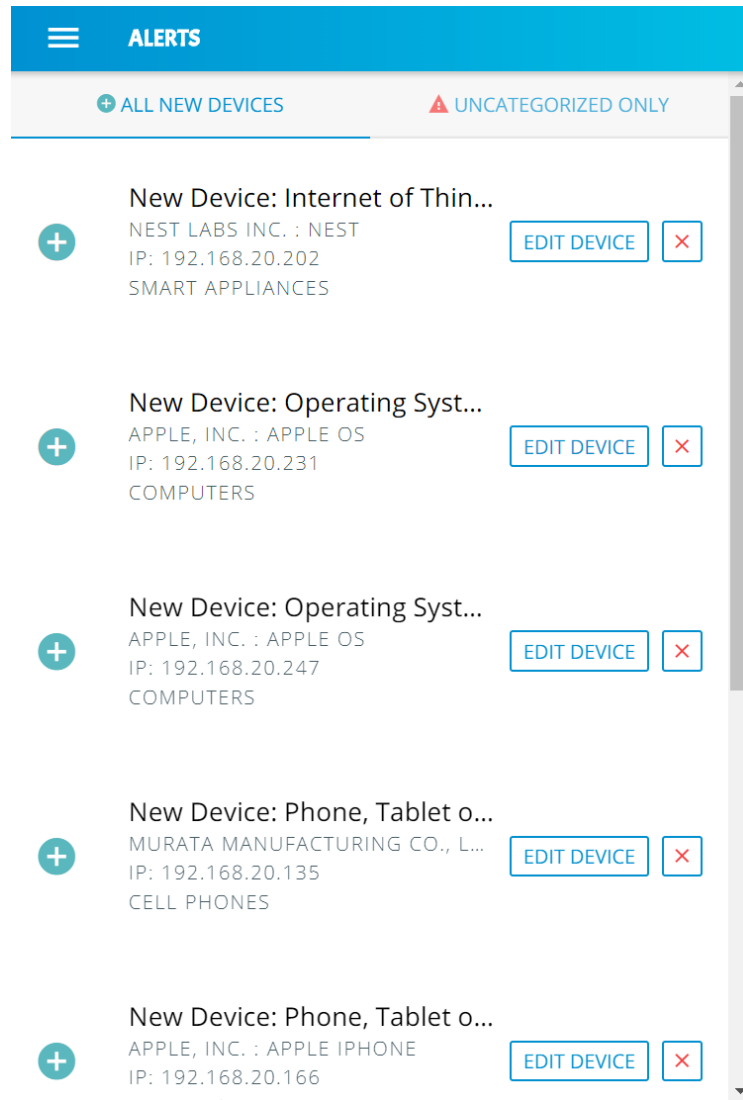 ALERTS
ALL NEW DEVICES
UNCATEGORIZED ONLY
New Device: Internet of Thin...
NEST LABS INC. : NEST
IP: 192.168.20.202
SMART APPLIANCES
EDIT DEVICE
New Device: Operating Syst...
APPLE, INC. : APPLE OS
IP: 192.168.20.231
COMPUTERS
EDIT DEVICE
New Device: Operating Syst...
APPLE, INC. : APPLE OS
IP: 192.168.20.247
COMPUTERS
EDIT DEVICE
New Device: Phone, Tablet o...
MURATA MANUFACTURING CO., L...
IP: 192.168.20.135
CELL PHONES
EDIT DEVICE
New Device: Phone, Tablet o...
APPLE, INC. : APPLE IPHONE
IP: 192.168.20.166
EDIT DEVICE